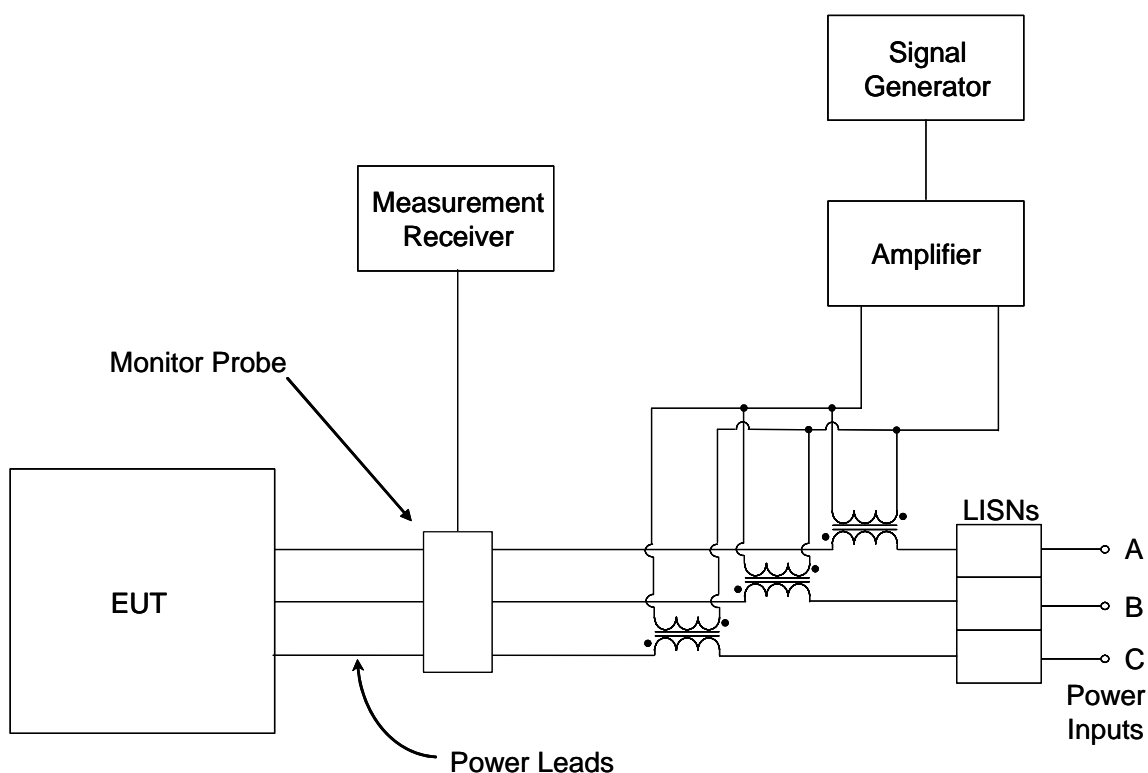 Signal
Generator
Measurement
Receiver
Amplifier
Monitor Probe
LISNs
EUT
A
B
C
Power
Inputs
Power Leads